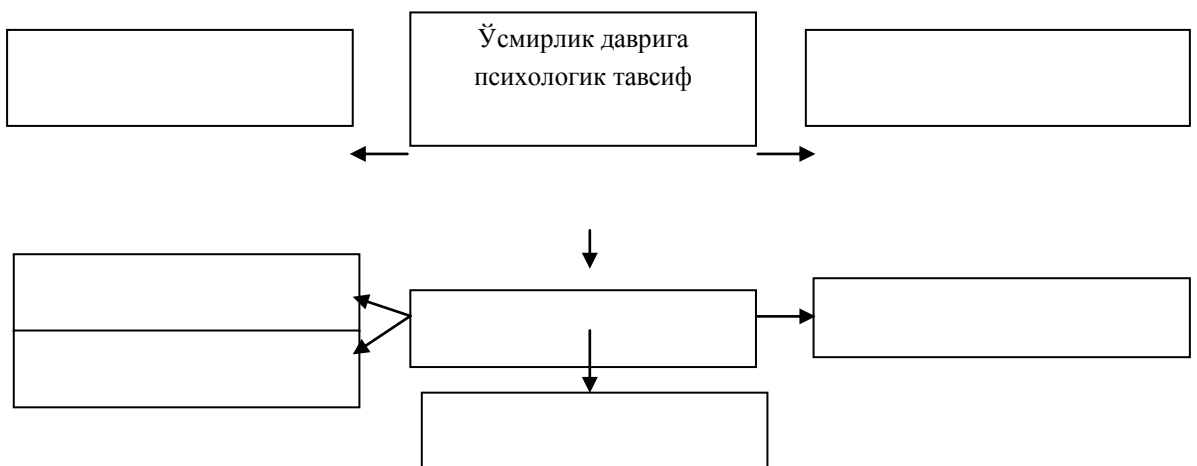 Ўсмирлик даврига
психологик тавсиф